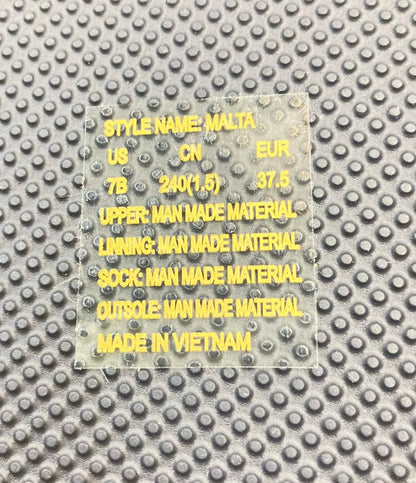 STYLE NAME: MALTA
US CN EUR
7B 240(1.5) 37.5
UPPER: MAN MADE MATERIAL
LINNING: MAN MADE MATERIAL
SOCK: MAN MADE MATERIAL
OUTSOLE: MAN MADE MATERIAL
MADE IN VIETNAM